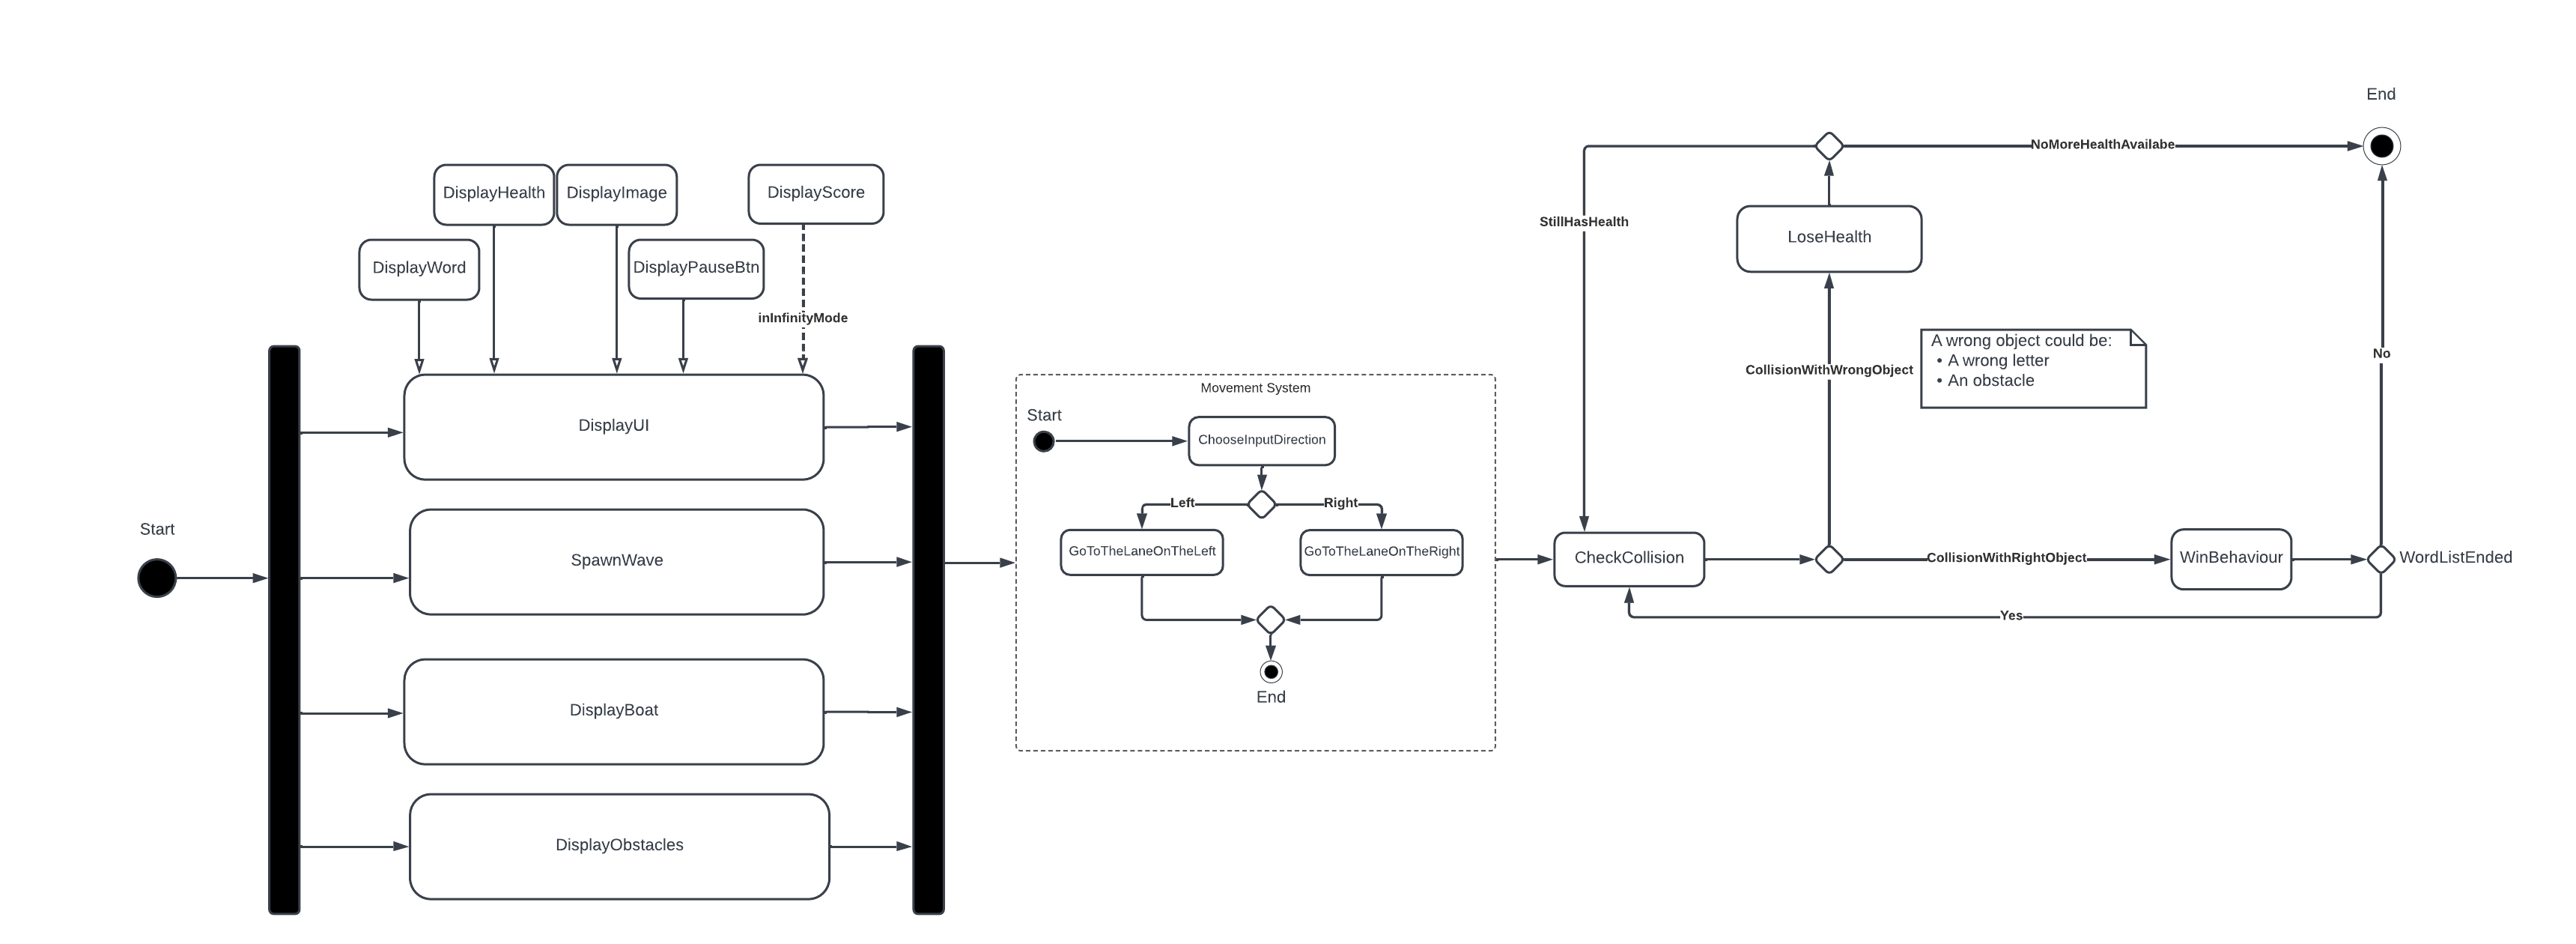 End
NoMoreHealthAvailabe
DisplayHealth
DisplayImage
DisplayScore
StillHasHealth
LoseHealth
DisplayWord
DisplayPauseBtn
inInfinityMode
A wrong object could be:
• A wrong letter
• An obstacle
No
CollisionWithWrongObject
Movement System
Start
DisplayUI
ChooseInputDirection
Left
Right
Start
GoToTheLaneOnTheLeft
GoToTheLaneOnTheRight
SpawnWave
CheckCollision
CollisionWithRightObject
WinBehaviour
WordListEnded
Yes
End
DisplayBoat
DisplayObstacles